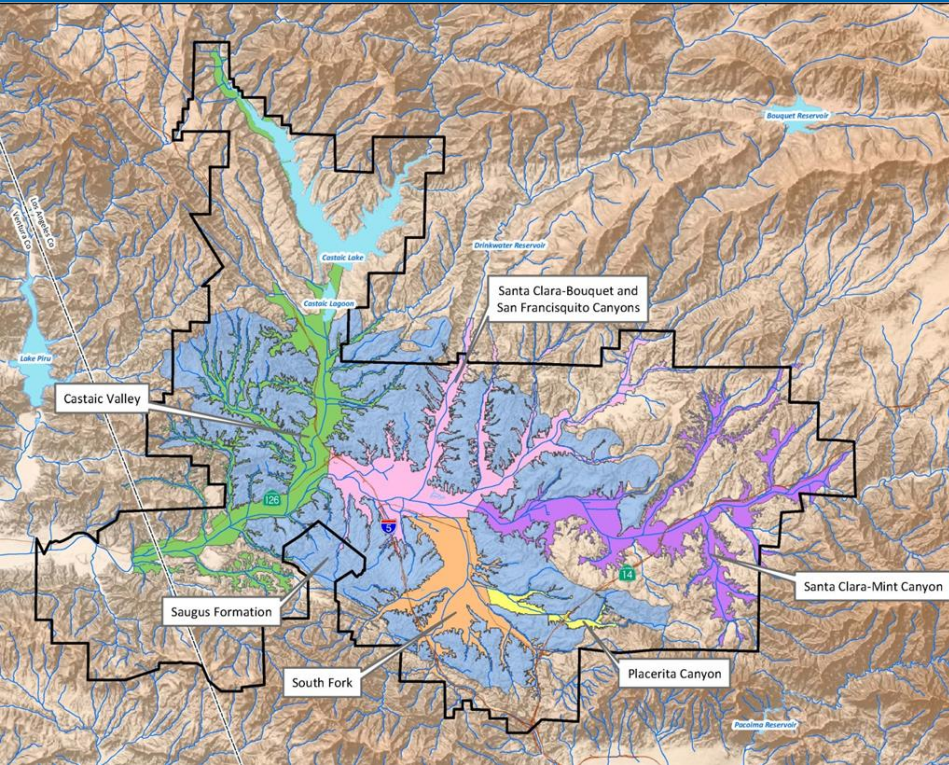 Bouquet Reservoir
Los Angeles Co
Ventura Co
Drinkwater Reservoir
Castaic Lake
Santa Clara-Bouquet and
San Francisquito Canyons
Castaic Lagoon
Lake Piru
Castaic Valley
126
5
14
Santa Clara-Mint Canyon
Saugus Formation
South Fork
Placerita Canyon
Pacoima Reservoir